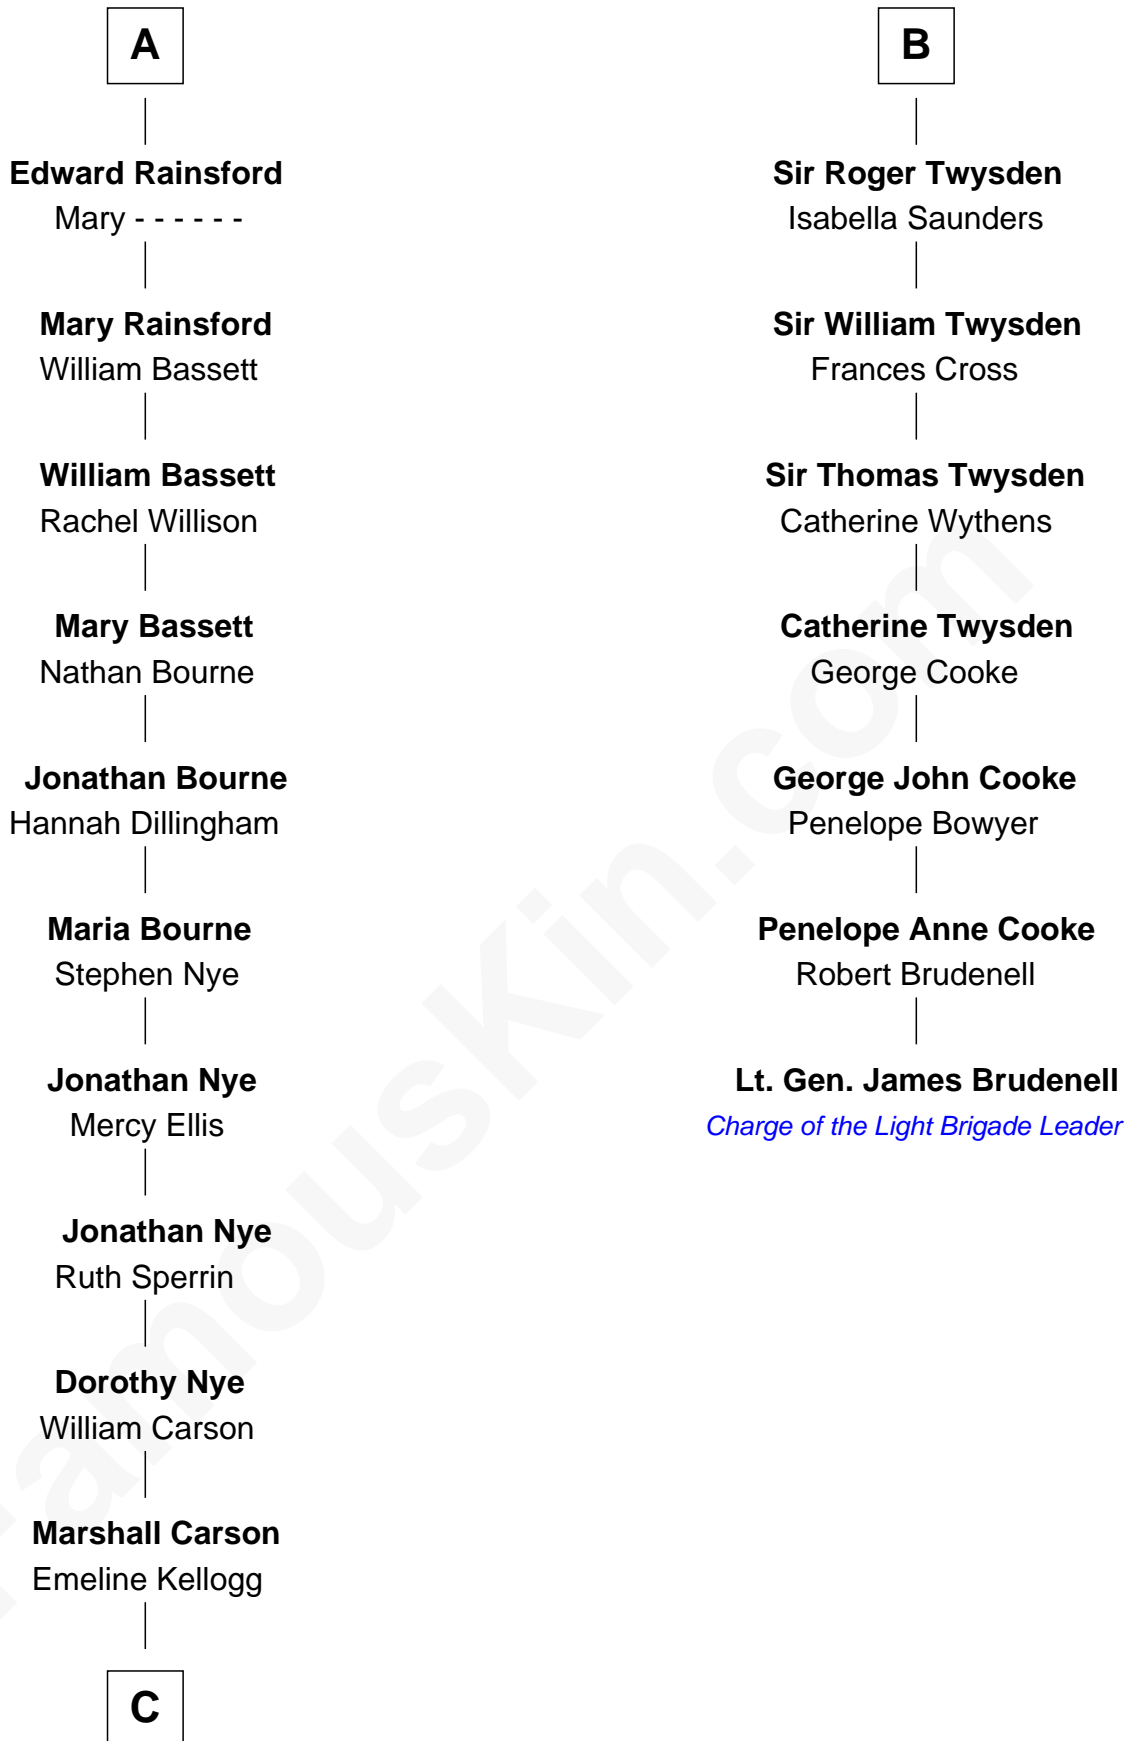 A
Edward Rainsford
Mary - - - - - -
Mary Rainsford
William Bassett
William Bassett
Rachel Willison
Mary Bassett
Nathan Bourne
Jonathan Bourne
Hannah Dillingham
Maria Bourne
Stephen Nye
Jonathan Nye
Mercy Ellis
Jonathan Nye
Ruth Sperrin
Dorothy Nye
William Carson
Marshall Carson
Emeline Kellogg
C
B
Sir Roger Twysden
Isabella Saunders
Sir William Twysden
Frances Cross
Sir Thomas Twysden
Catherine Wythens
Catherine Twysden
George Cooke
George John Cooke
Penelope Bowyer
Penelope Anne Cooke
Robert Brudenell
Lt. Gen. James Brudenell
Charge of the Light Brigade Leader
FamousKin.com